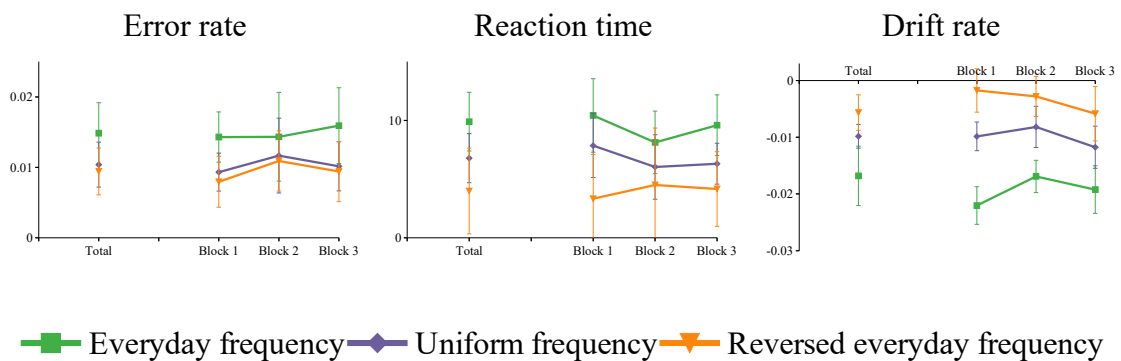 Error rate
0.02
0.01
0
Total Block 1 Block 2 Block 3
Reaction time
10
0
Total Block 1 Block 2 Block 3
Drift rate
Total Block 1 Block 2 Block 3
0
-0.01
-0.02
-0.03
Everyday frequency Uniform frequency Reversed everyday frequency